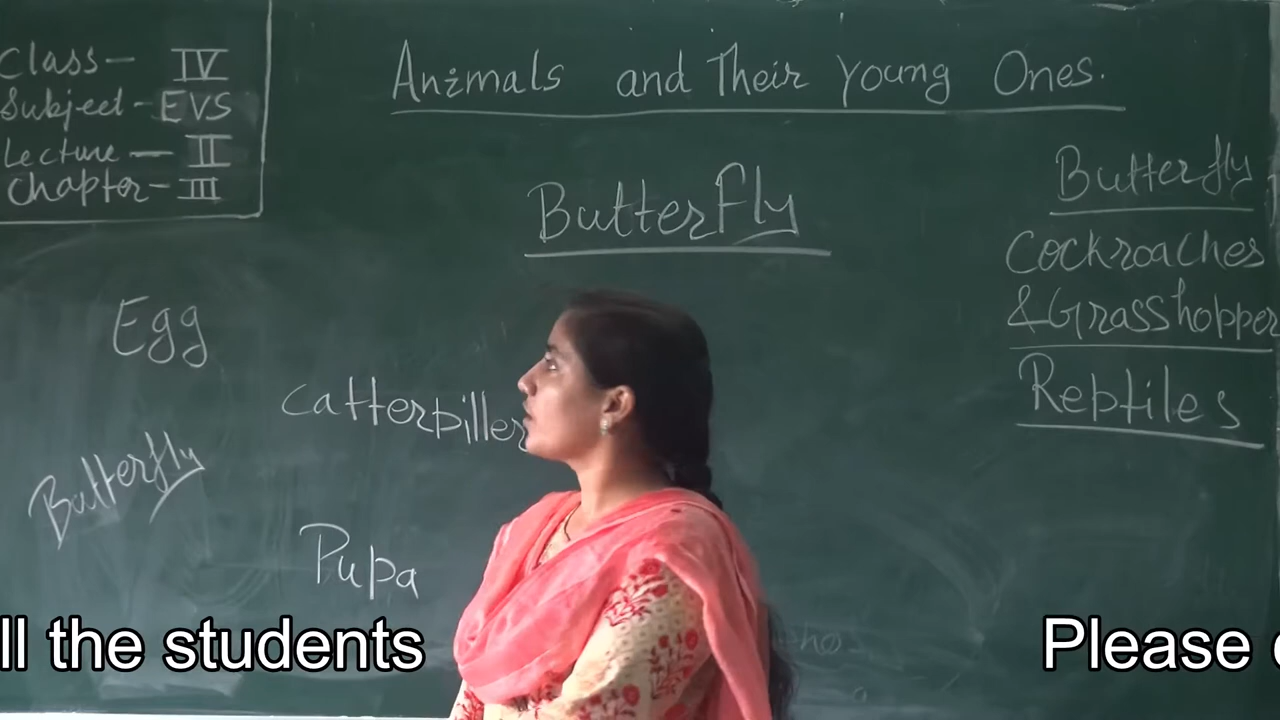 Class- IV
Subject- EVS
Lecture- II
Chapter- III
Animals and Their Young Ones.
ButterFly
Egg
Catterpiller
Pupa
Butterfly
Butterfly
Cockroaches
&Grasshopper
Reptiles
ll the students
Please